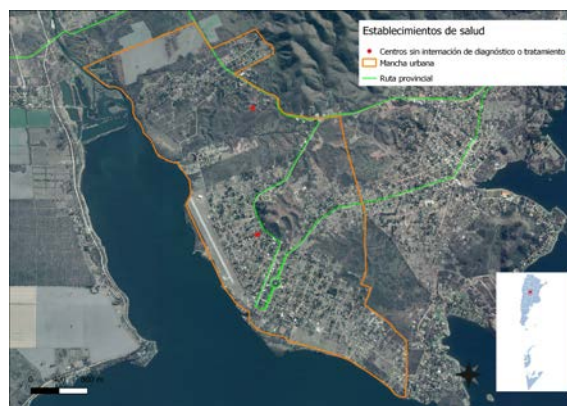 Establecimientos de salud
Centros sin internación de diagnóstico o tratamiento
Mancha urbana
Ruta provincial